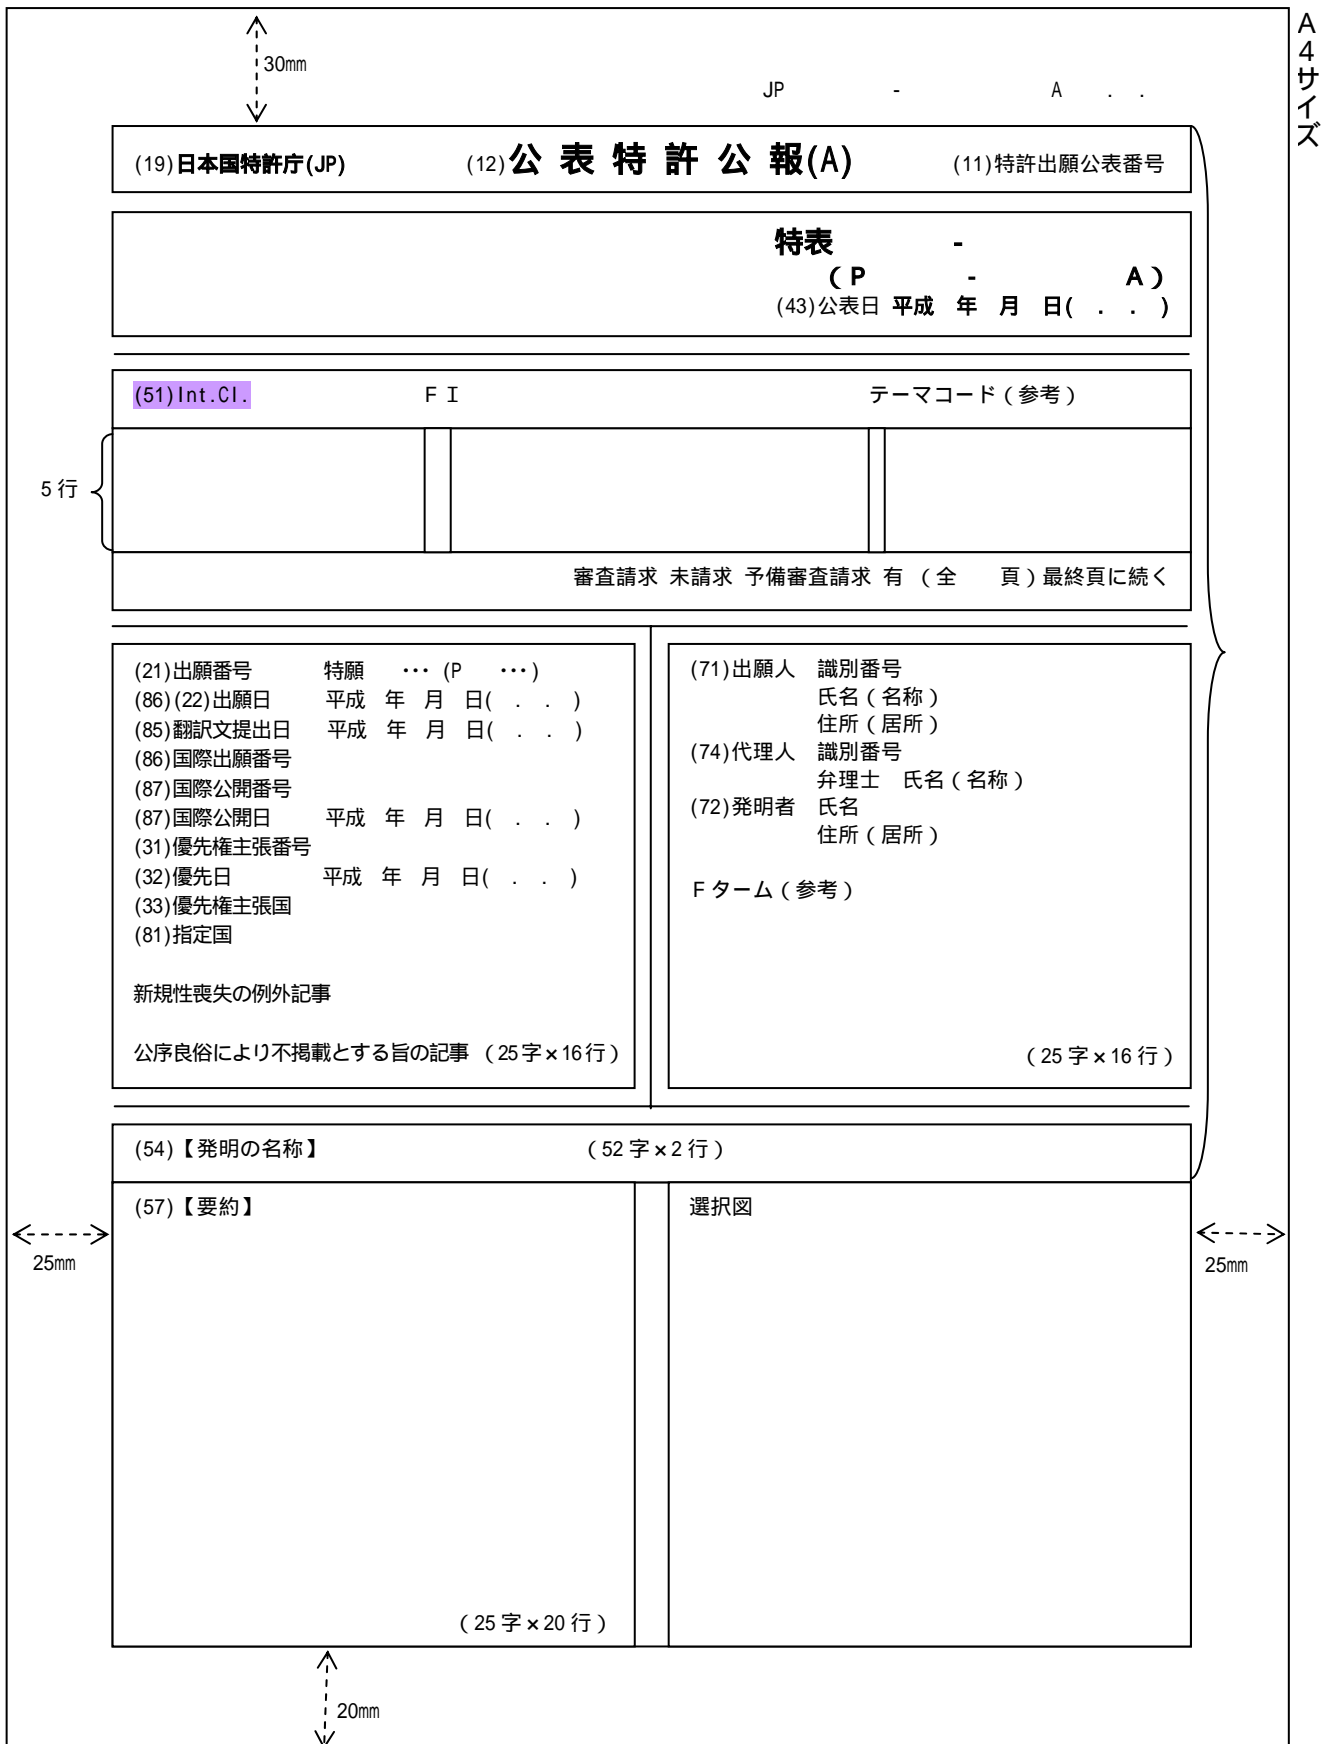 A4サイズ
30㎜
JP - A . .
(19)日本国特許庁(JP) (12)公表特許公報(A) (11)特許出願公表番号
特表 -
(P - A)
(43)公表日 平成 年 月 日( . . )
(51)Int.Cl. FI テーマコード(参考)
5行
審査請求 未請求 予備審査請求 有 (全 頁)最終頁に続く
(21)出願番号 特願 … (P …)
(86)(22)出願日 平成 年 月 日( . . )
(85)翻訳文提出日 平成 年 月 日( . . )
(86)国際出願番号
(87)国際公開番号
(87)国際公開日 平成 年 月 日( . . )
(31)優先権主張番号
(32)優先日 平成 年 月 日( . . )
(33)優先権主張国
(81)指定国
新規性喪失の例外記事
公序良俗により不掲載とする旨の記事 (25字×16行)
(71)出願人 識別番号
氏名(名称)
住所(居所)
(74)代理人 識別番号
弁理士 氏名(名称)
(72)発明者 氏名
住所(居所)
Fターム(参考)
(25字×16行)
(54)【発明の名称】 (52字×2行)
(57)【要約】
(25字×20行)
選択図
25㎜
25㎜
20㎜